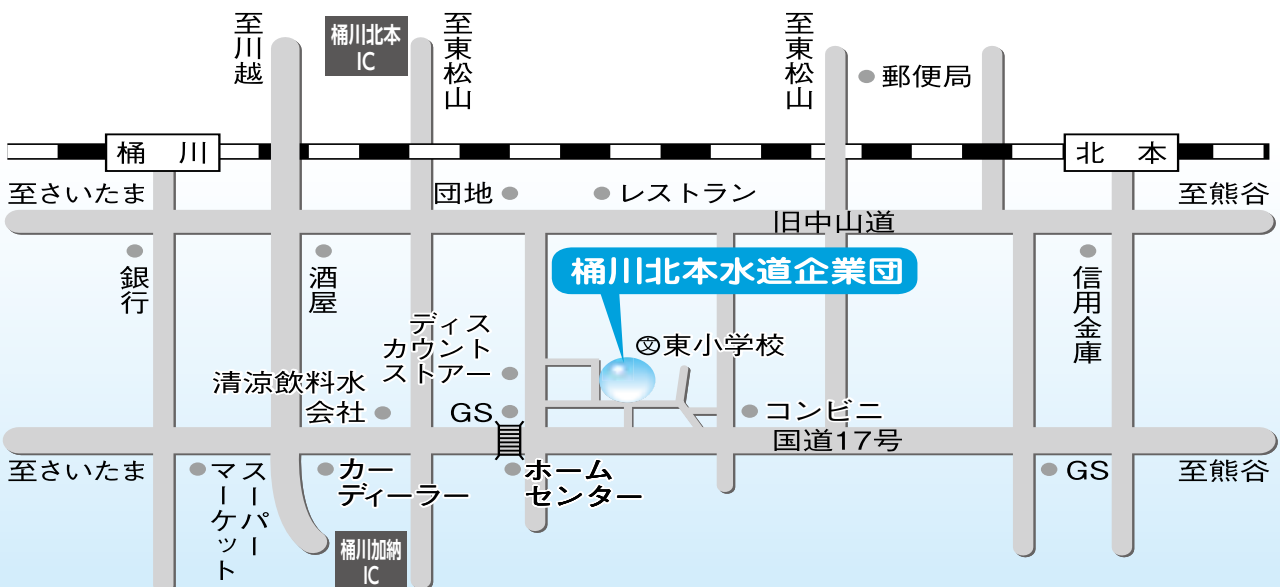 至川越
桶川北本
IC
至東松山
至東松山
郵便局
桶 川
北 本
至さいたま
団地
レストラン
至熊谷
旧中山道
銀行
酒屋
桶川北本水道企業団
信用金庫
ディス
カウント
ストアー
文東小学校
清涼飲料水
会社
GS
コンビニ
国道17号
至さいたま
スーパー
マーケット
カー
ディーラー
ホーム
センター
GS
至熊谷
桶川加納
IC